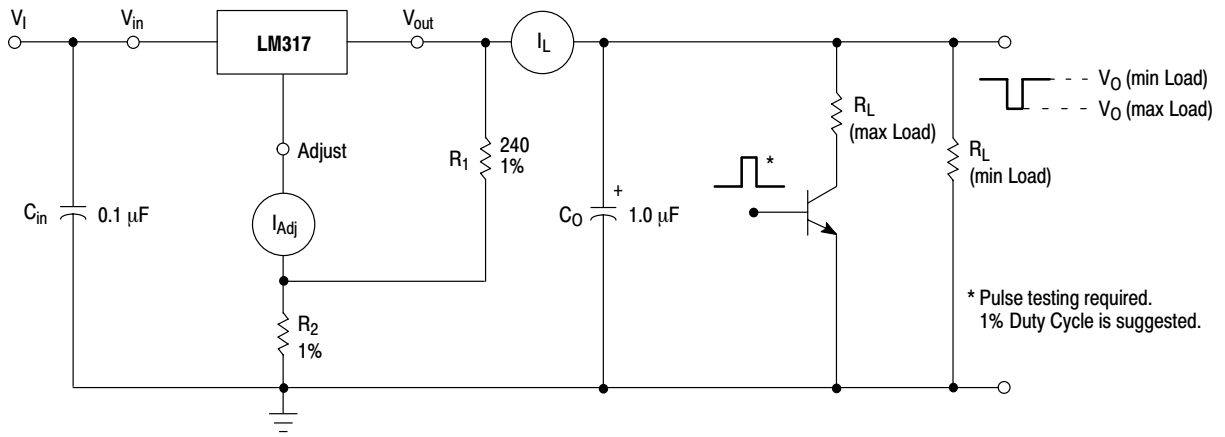 V_I
V_in
LM317
V_out
I_L
V_O (min Load)
V_O (max Load)
R_L
(max Load)
R_L
(min Load)
Adjust
R_1
240
1%
*
+
C_in
0.1 μF
I_Adj
C_O
1.0 μF
R_2
1%
* Pulse testing required.
1% Duty Cycle is suggested.